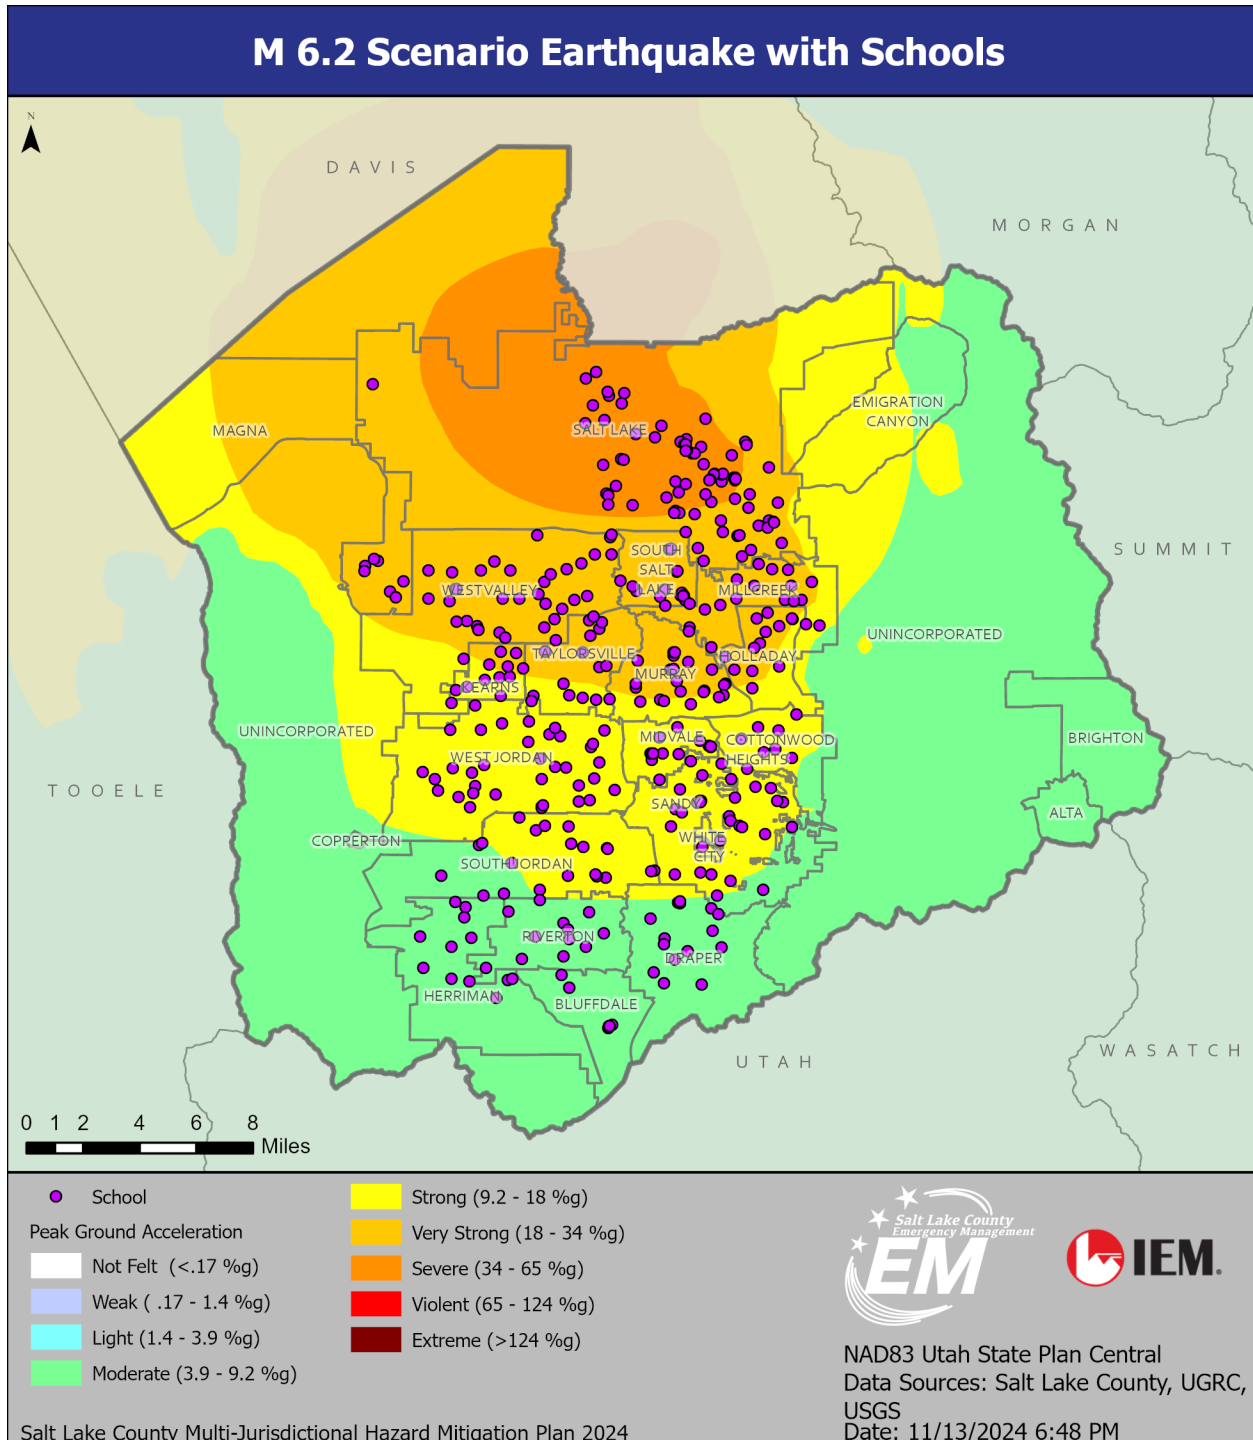 M 6.2 Scenario Earthquake with Schools
N
DAVIS
MORGAN
EMIGRATION
CANYON
MAGNA
SALT LAKE
SUMMIT
SOUTH
SALT
LAKE
WEST VALLEY
MILLCREEK
UNINCORPORATED
TAYLORSVILLE
HOLLADAY
MURRAY
KEARNS
UNINCORPORATED
MIDVALE
COTTONWOOD
HEIGHTS
BRIGHTON
WEST JORDAN
TOOELE
SANDY
ALTA
COPPERTON
WHITE
CITY
SOUTH JORDAN
RIVERTON
DRAPER
HERRIMAN
BLUFFDALE
UTAH
WASATCH
0 1 2 4 6 8
Miles
School
Peak Ground Acceleration
Not Felt (<.17 %g)
Weak ( .17 - 1.4 %g)
Light (1.4 - 3.9 %g)
Moderate (3.9 - 9.2 %g)
Strong (9.2 - 18 %g)
Very Strong (18 - 34 %g)
Severe (34 - 65 %g)
Violent (65 - 124 %g)
Extreme (>124 %g)
Salt Lake County
Emergency Management
EM
IEM.
NAD83 Utah State Plan Central
Data Sources: Salt Lake County, UGRC,
USGS
Date: 11/13/2024 6:48 PM
Salt Lake County Multi-Jurisdictional Hazard Mitigation Plan 2024